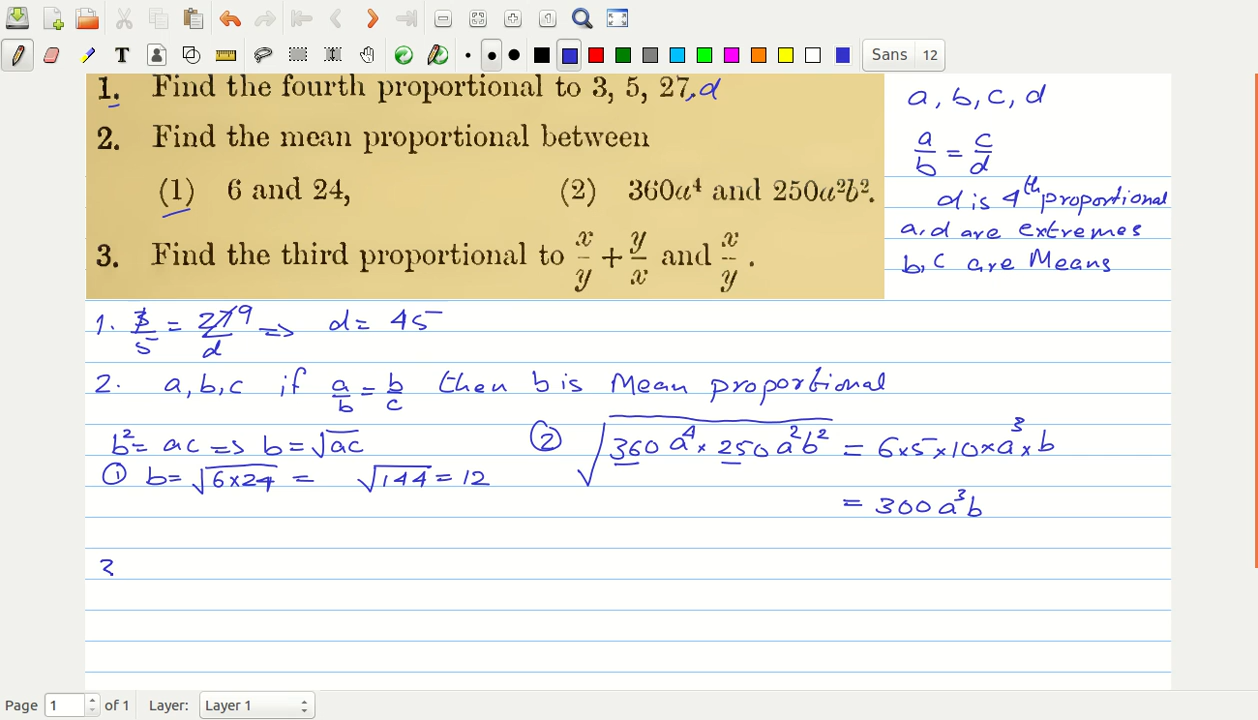 Sans 12
1. Find the fourth proportional to 3, 5, 27, d
2. Find the mean proportional between
(1) 6 and 24, (2) 360a⁴ and 250a²b².
3. Find the third proportional to x/y + y/x and x/y .
a, b, c, d
a/b = c/d
d is 4th proportional
a, d are extremes
b, c are Means
1. 3/5 = 27 9/d => d = 45
2. a, b, c if a/b = b/c then b is Mean proportional
b² = ac => b = √ac
① b = √6×24 = √144 = 12
② √360 a⁴ × 250 a² b² = 6×5×10×a³×b
= 300 a³ b
3
Page 1 of 1 Layer: Layer 1